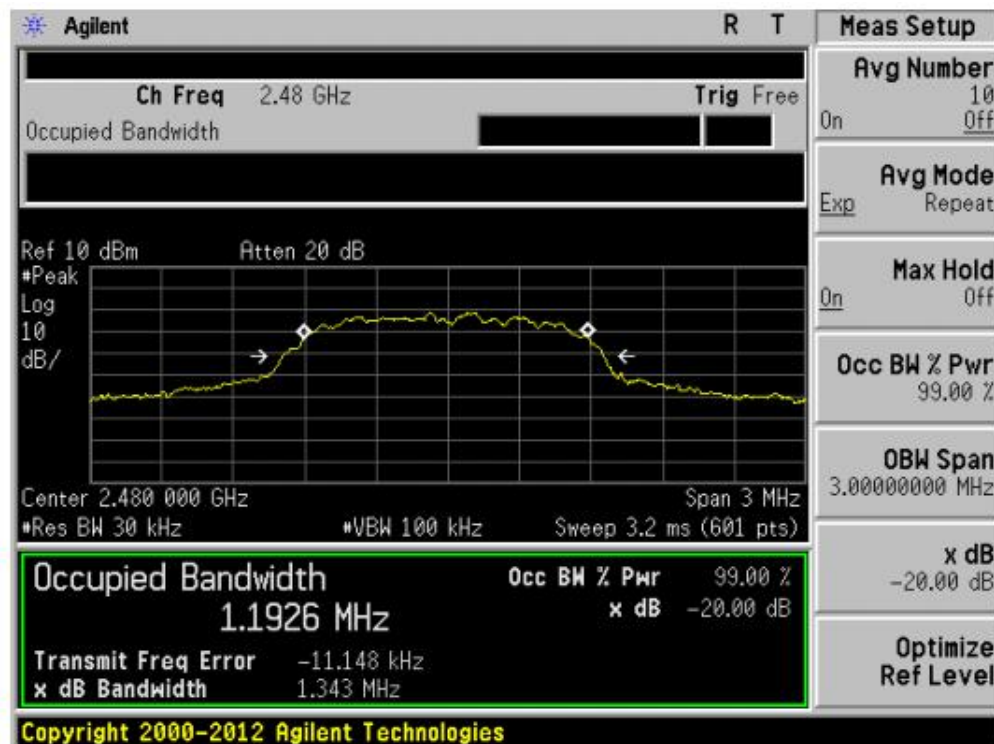 Agilent R T
Ch Freq 2.48 GHz Trig Free
Occupied Bandwidth
Ref 10 dBm Atten 20 dB
#Peak
Log
10
dB/
Center 2.480 000 GHz Span 3 MHz
#Res BW 30 kHz #VBW 100 kHz Sweep 3.2 ms (601 pts)
Occupied Bandwidth Occ BW % Pwr 99.00 %
1.1926 MHz x dB -20.00 dB
Transmit Freq Error -11.148 kHz
x dB Bandwidth 1.343 MHz
Copyright 2000-2012 Agilent Technologies
Meas Setup
Avg Number
10
On Off
Avg Mode
Exp Repeat
Max Hold
On Off
Occ BW % Pwr
99.00 %
OBW Span
3.00000000 MHz
x dB
-20.00 dB
Optimize
Ref Level